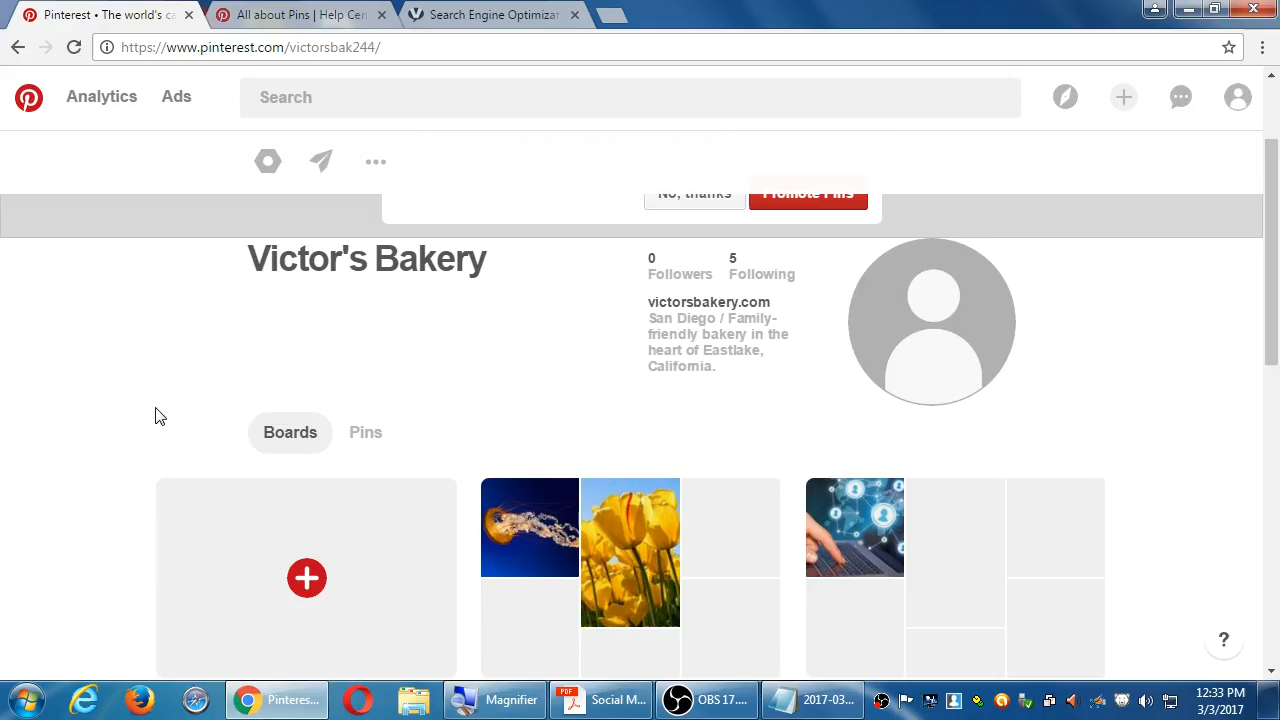 Pinterest - The world's ca
All about Pins | Help Cen
Search Engine Optimizat
https://www.pinterest.com/victorsbak244/
Analytics
Ads
Search
No, thanks
Promote Pins
Victor's Bakery
0
Followers
5
Following
victorsbakery.com
San Diego / Family-
friendly bakery in the
heart of Eastlake,
California.
Boards
Pins
?
Pinteres...
Magnifier
PDF
Social M...
OBS 17....
2017-03...
12:33 PM
3/3/2017